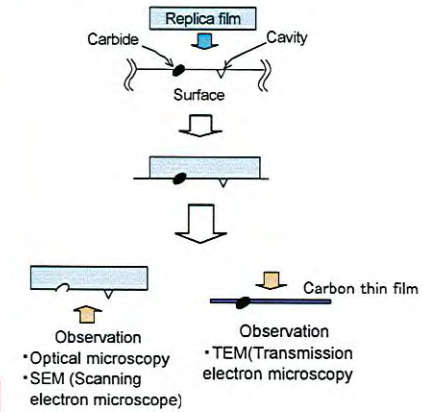 Replica film
Carbide
Cavity
Surface
Carbon thin film
Observation
・Optical microscopy
・SEM (Scanning
electron microscope)
Observation
・TEM(Transmission
electron microscopy